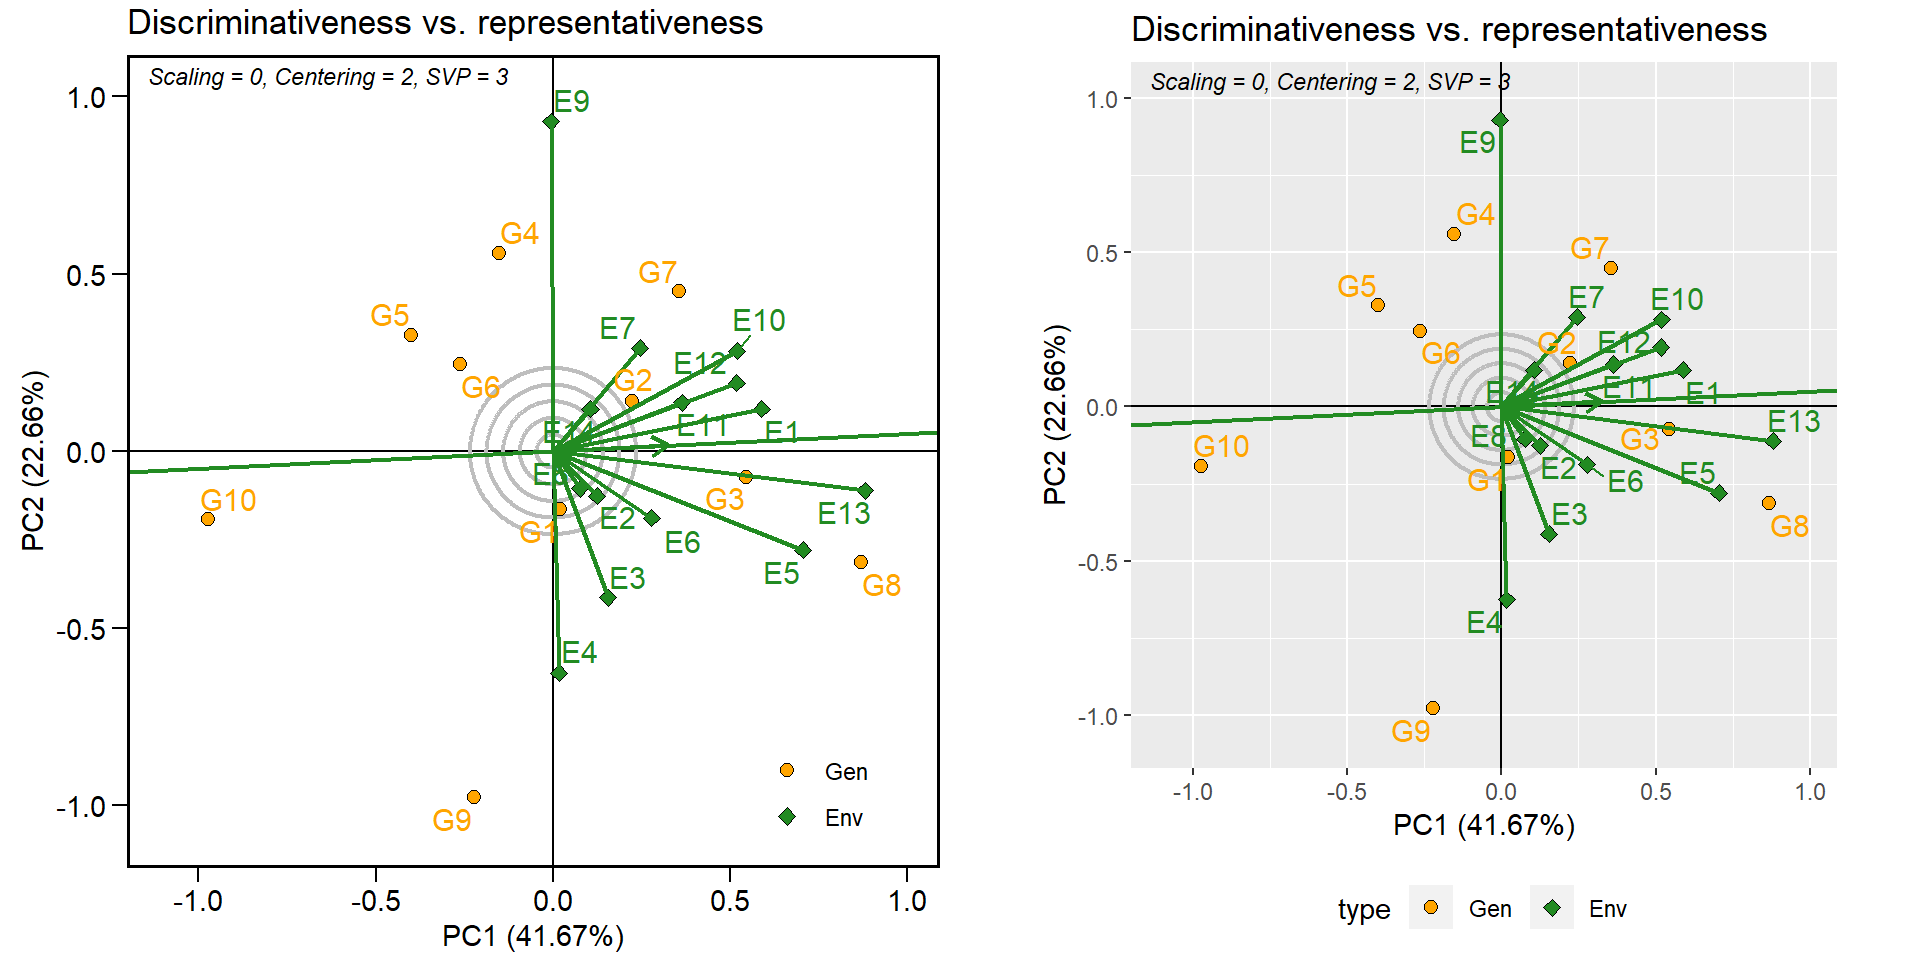 Discriminativeness vs. representativeness
Scaling = 0, Centering = 2, SVP = 3
PC2 (22.66%)
1.0
0.5
0.0
-0.5
-1.0
E9
G4
G7
G5
E7
E10
E12
G6
G2
E11
E1
G10
G3
E13
G1
E2
E6
E5
G8
E3
E4
G9
Gen
Env
-1.0
-0.5
0.0
0.5
1.0
PC1 (41.67%)
Discriminativeness vs. representativeness
Scaling = 0, Centering = 2, SVP = 3
PC2 (22.66%)
1.0
0.5
0.0
-0.5
-1.0
E9
G4
G7
G5
E7
E10
G2
E12
G6
E11
E1
E13
G10
E8
G3
G1
E2
E6
E5
G8
E3
E4
G9
-1.0
-0.5
0.0
0.5
1.0
PC1 (41.67%)
type
Gen
Env